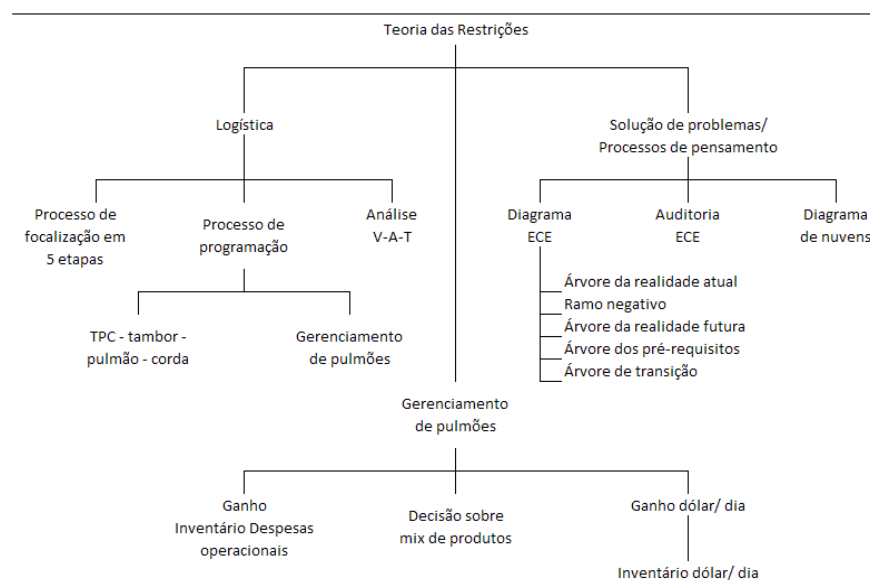 Teoria das Restrições
Logística
Solução de problemas/
Processos de pensamento
Processo de
focalização em
5 etapas
Processo de
programação
Análise
V-A-T
Diagrama
ECE
Auditoria
ECE
Diagrama
de nuvens
TPC - tambor -
pulmão - corda
Gerenciamento
de pulmões
Árvore da realidade atual
Ramo negativo
Árvore da realidade futura
Árvore dos pré-requisitos
Árvore de transição
Gerenciamento
de pulmões
Ganho
Inventário Despesas
operacionais
Decisão sobre
mix de produtos
Ganho dólar/ dia
Inventário dólar/ dia